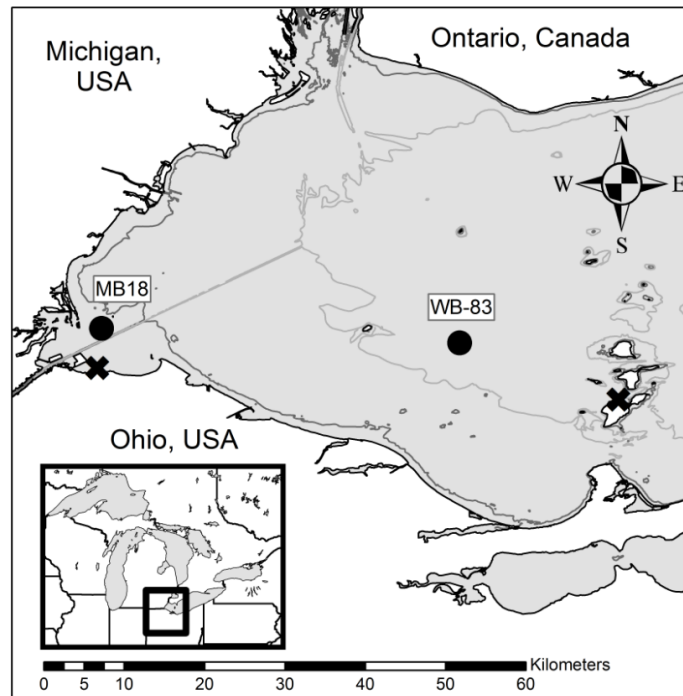 Michigan,
USA
Ontario, Canada
N
W E
S
MB18
WB-83
Ohio, USA
Kilometers
0 5 10 20 30 40 50 60